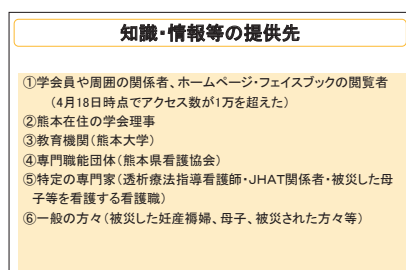 知識・情報等の提供先
①学会員や周囲の関係者、ホームページ・フェイスブックの閲覧者
(4月18日時点でアクセス数が1万を超えた)
②熊本在住の学会理事
③教育機関(熊本大学)
④専門職能団体(熊本県看護協会)
⑤特定の専門家(透析療法指導看護師・JHAT関係者・被災した母
子等を看護する看護職)
⑥一般の方々(被災した妊産褥婦、母子、被災された方々等)